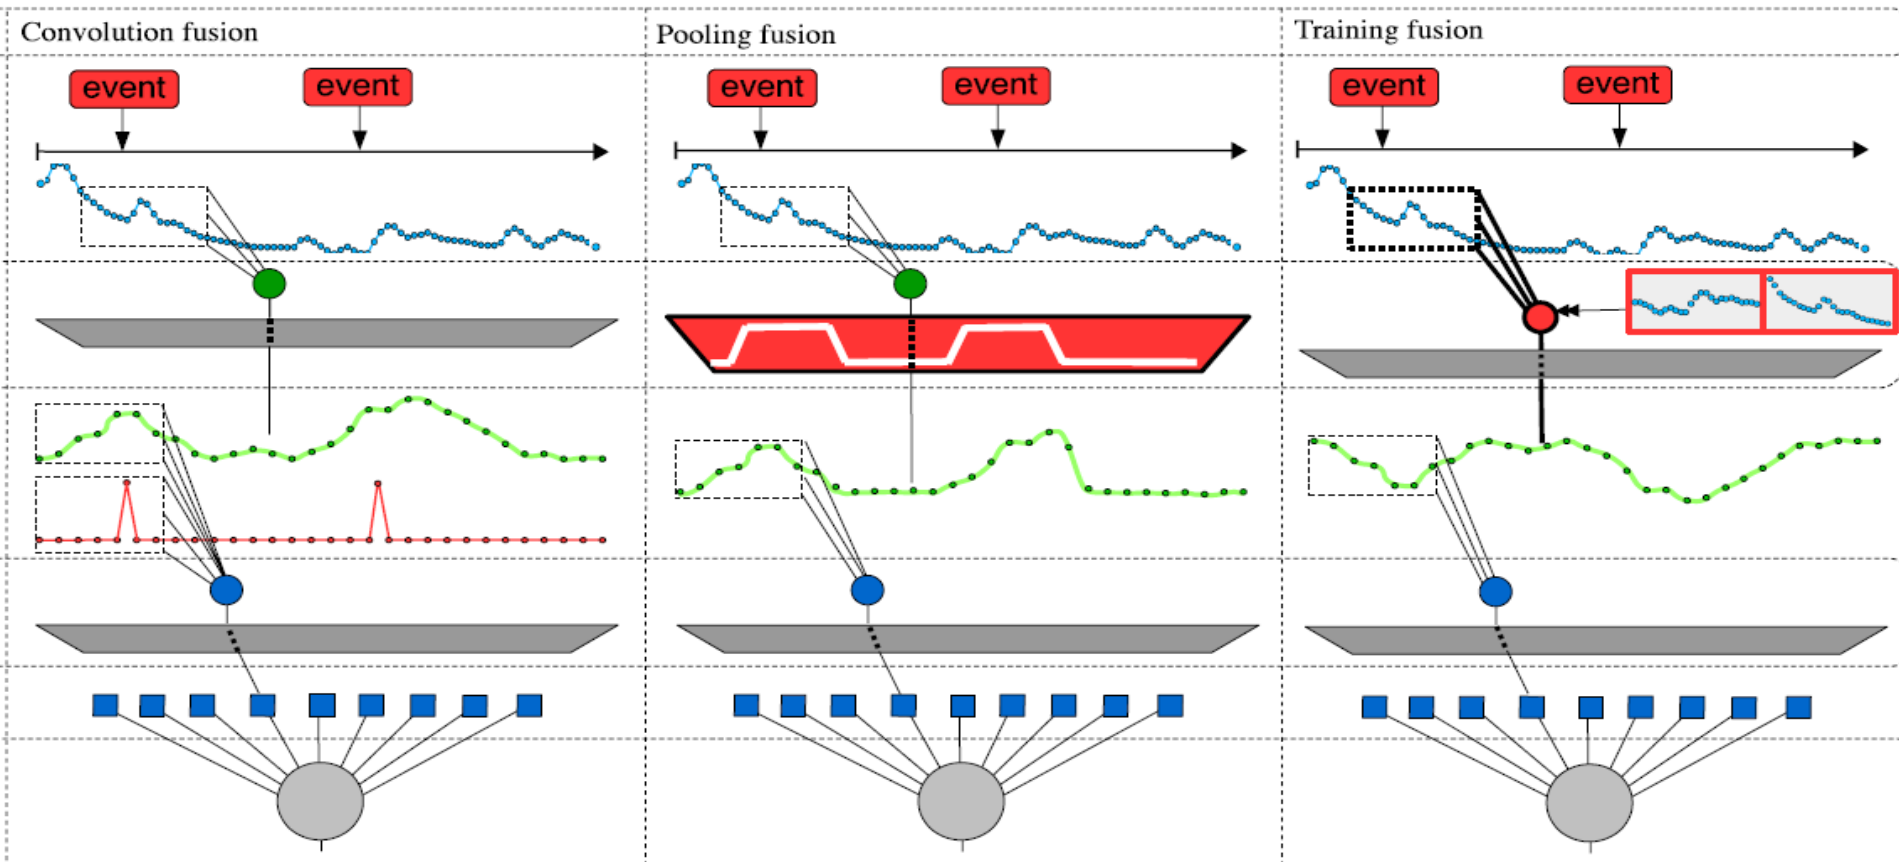 Convolution fusion
Pooling fusion
Training fusion
event
event
event
event
event
event